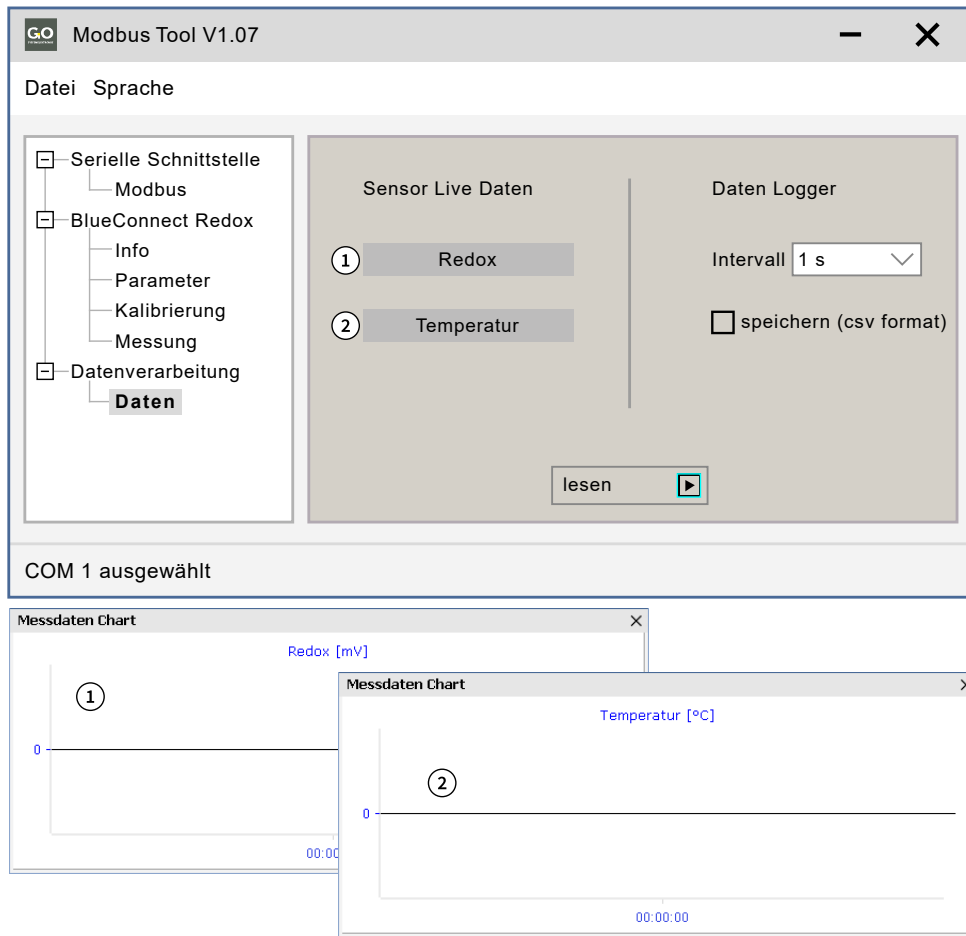 GO
Modbus Tool V1.07
Datei Sprache
Serielle Schnittstelle
Modbus
BlueConnect Redox
Info
Parameter
Kalibrierung
Messung
Datenverarbeitung
Daten
Sensor Live Daten
1 Redox
2 Temperatur
Daten Logger
Intervall 1 s
speichern (csv format)
lesen
COM 1 ausgewählt
Messdaten Chart
Redox [mV]
1
0
00:00
Messdaten Chart
Temperatur [ºC]
2
0
00:00:00